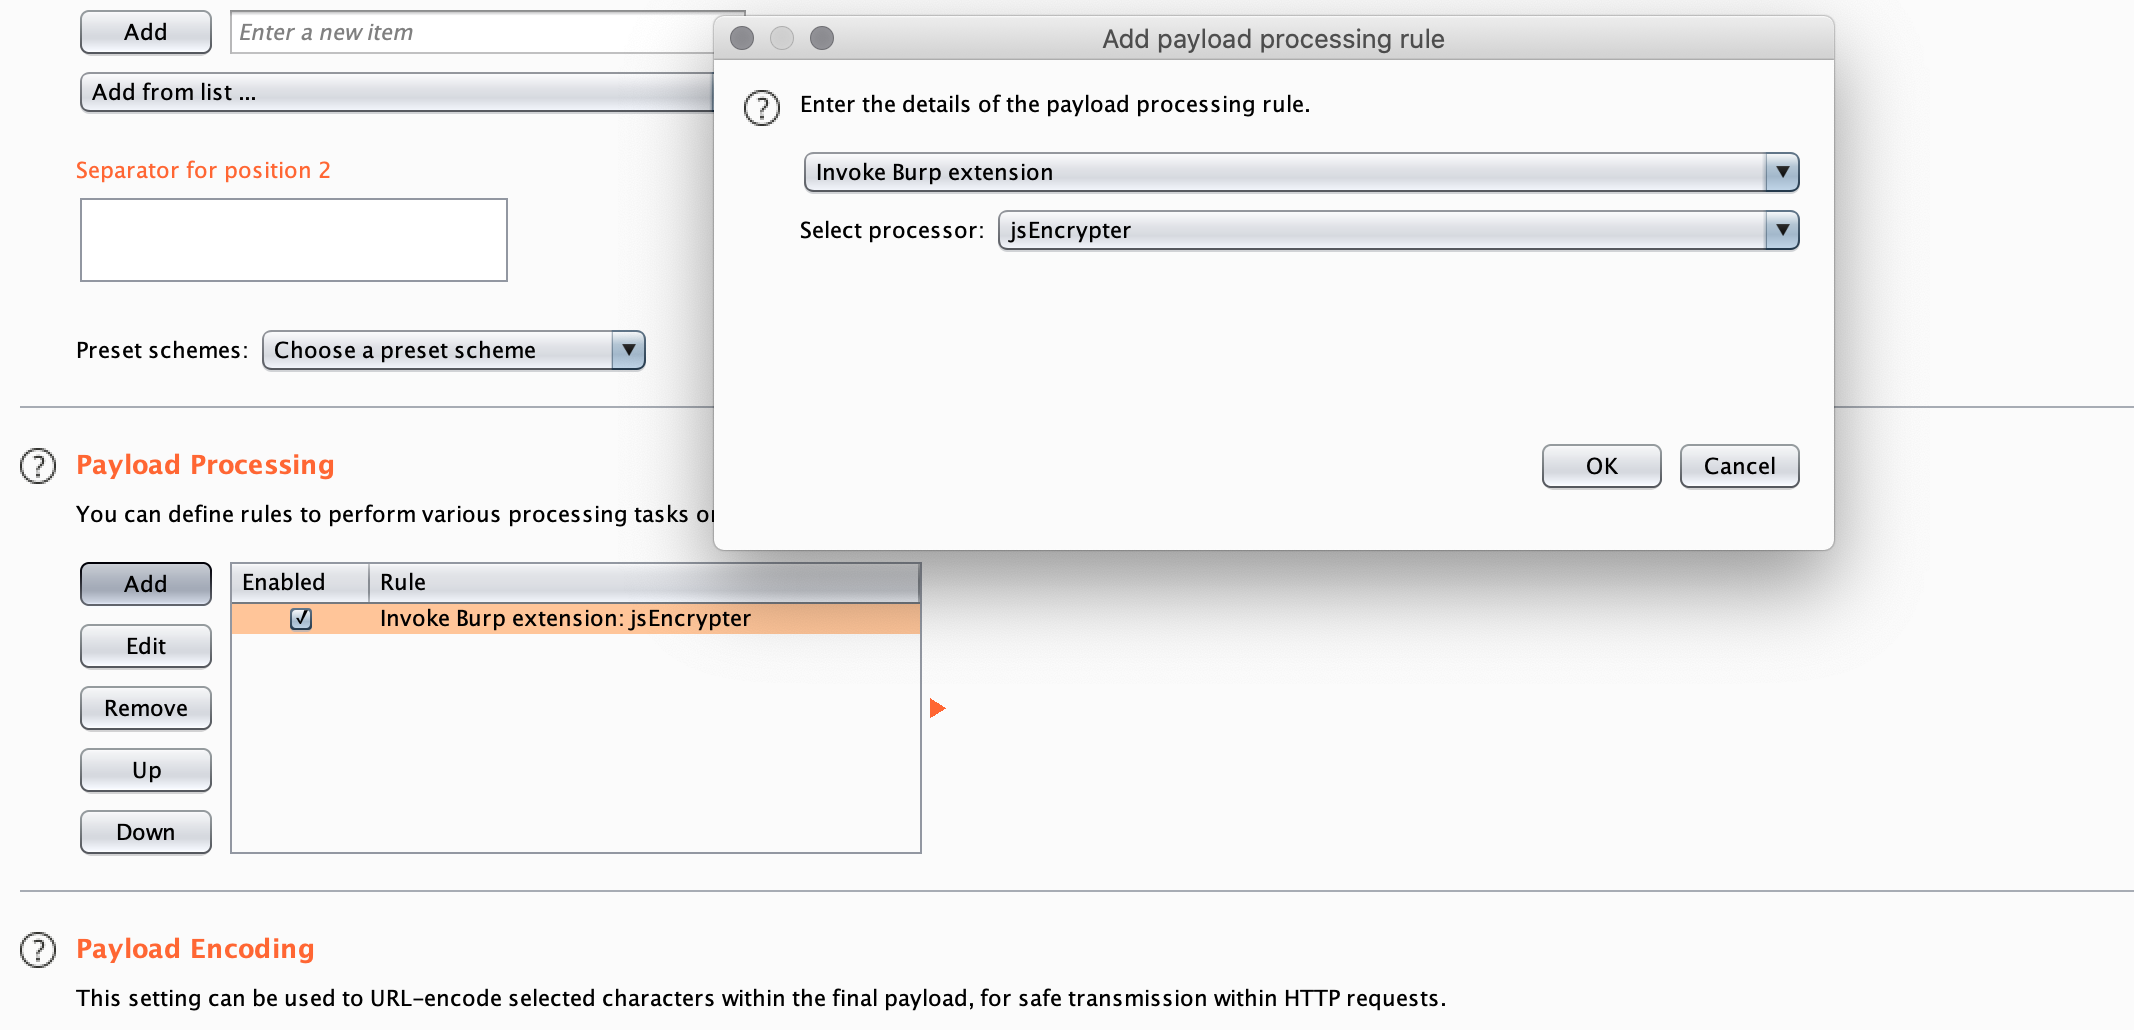 Add
Enter a new item
Add from list ...
Separator for position 2
Preset schemes:
Choose a preset scheme
Add payload processing rule
Enter the details of the payload processing rule.
Invoke Burp extension
Select processor:
jsEncrypter
OK
Cancel
Payload Processing
You can define rules to perform various processing tasks
Add
Edit
Remove
Up
Down
Enabled
Rule
Invoke Burp extension: jsEncrypter
Payload Encoding
This setting can be used to URL-encode selected characters within the final payload, for safe transmission within HTTP requests.